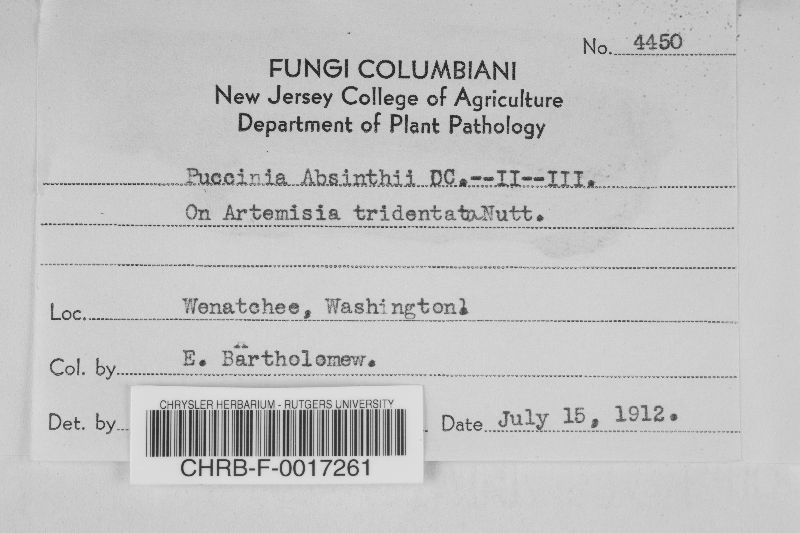 No. 4450
FUNGI COLUMBIANI
New Jersey College of Agriculture
Department of Plant Pathology
Puccinia Absinthii DC.--II--III.
On Artemisia tridentata Nutt.
Loc. Wenatchee, Washington.
Col. by E. Bartholomew.
Det. by Date July 15, 1912.
CHRYSLER HERBARIUM - RUTGERS UNIVERSITY
CHRB-F-0017261